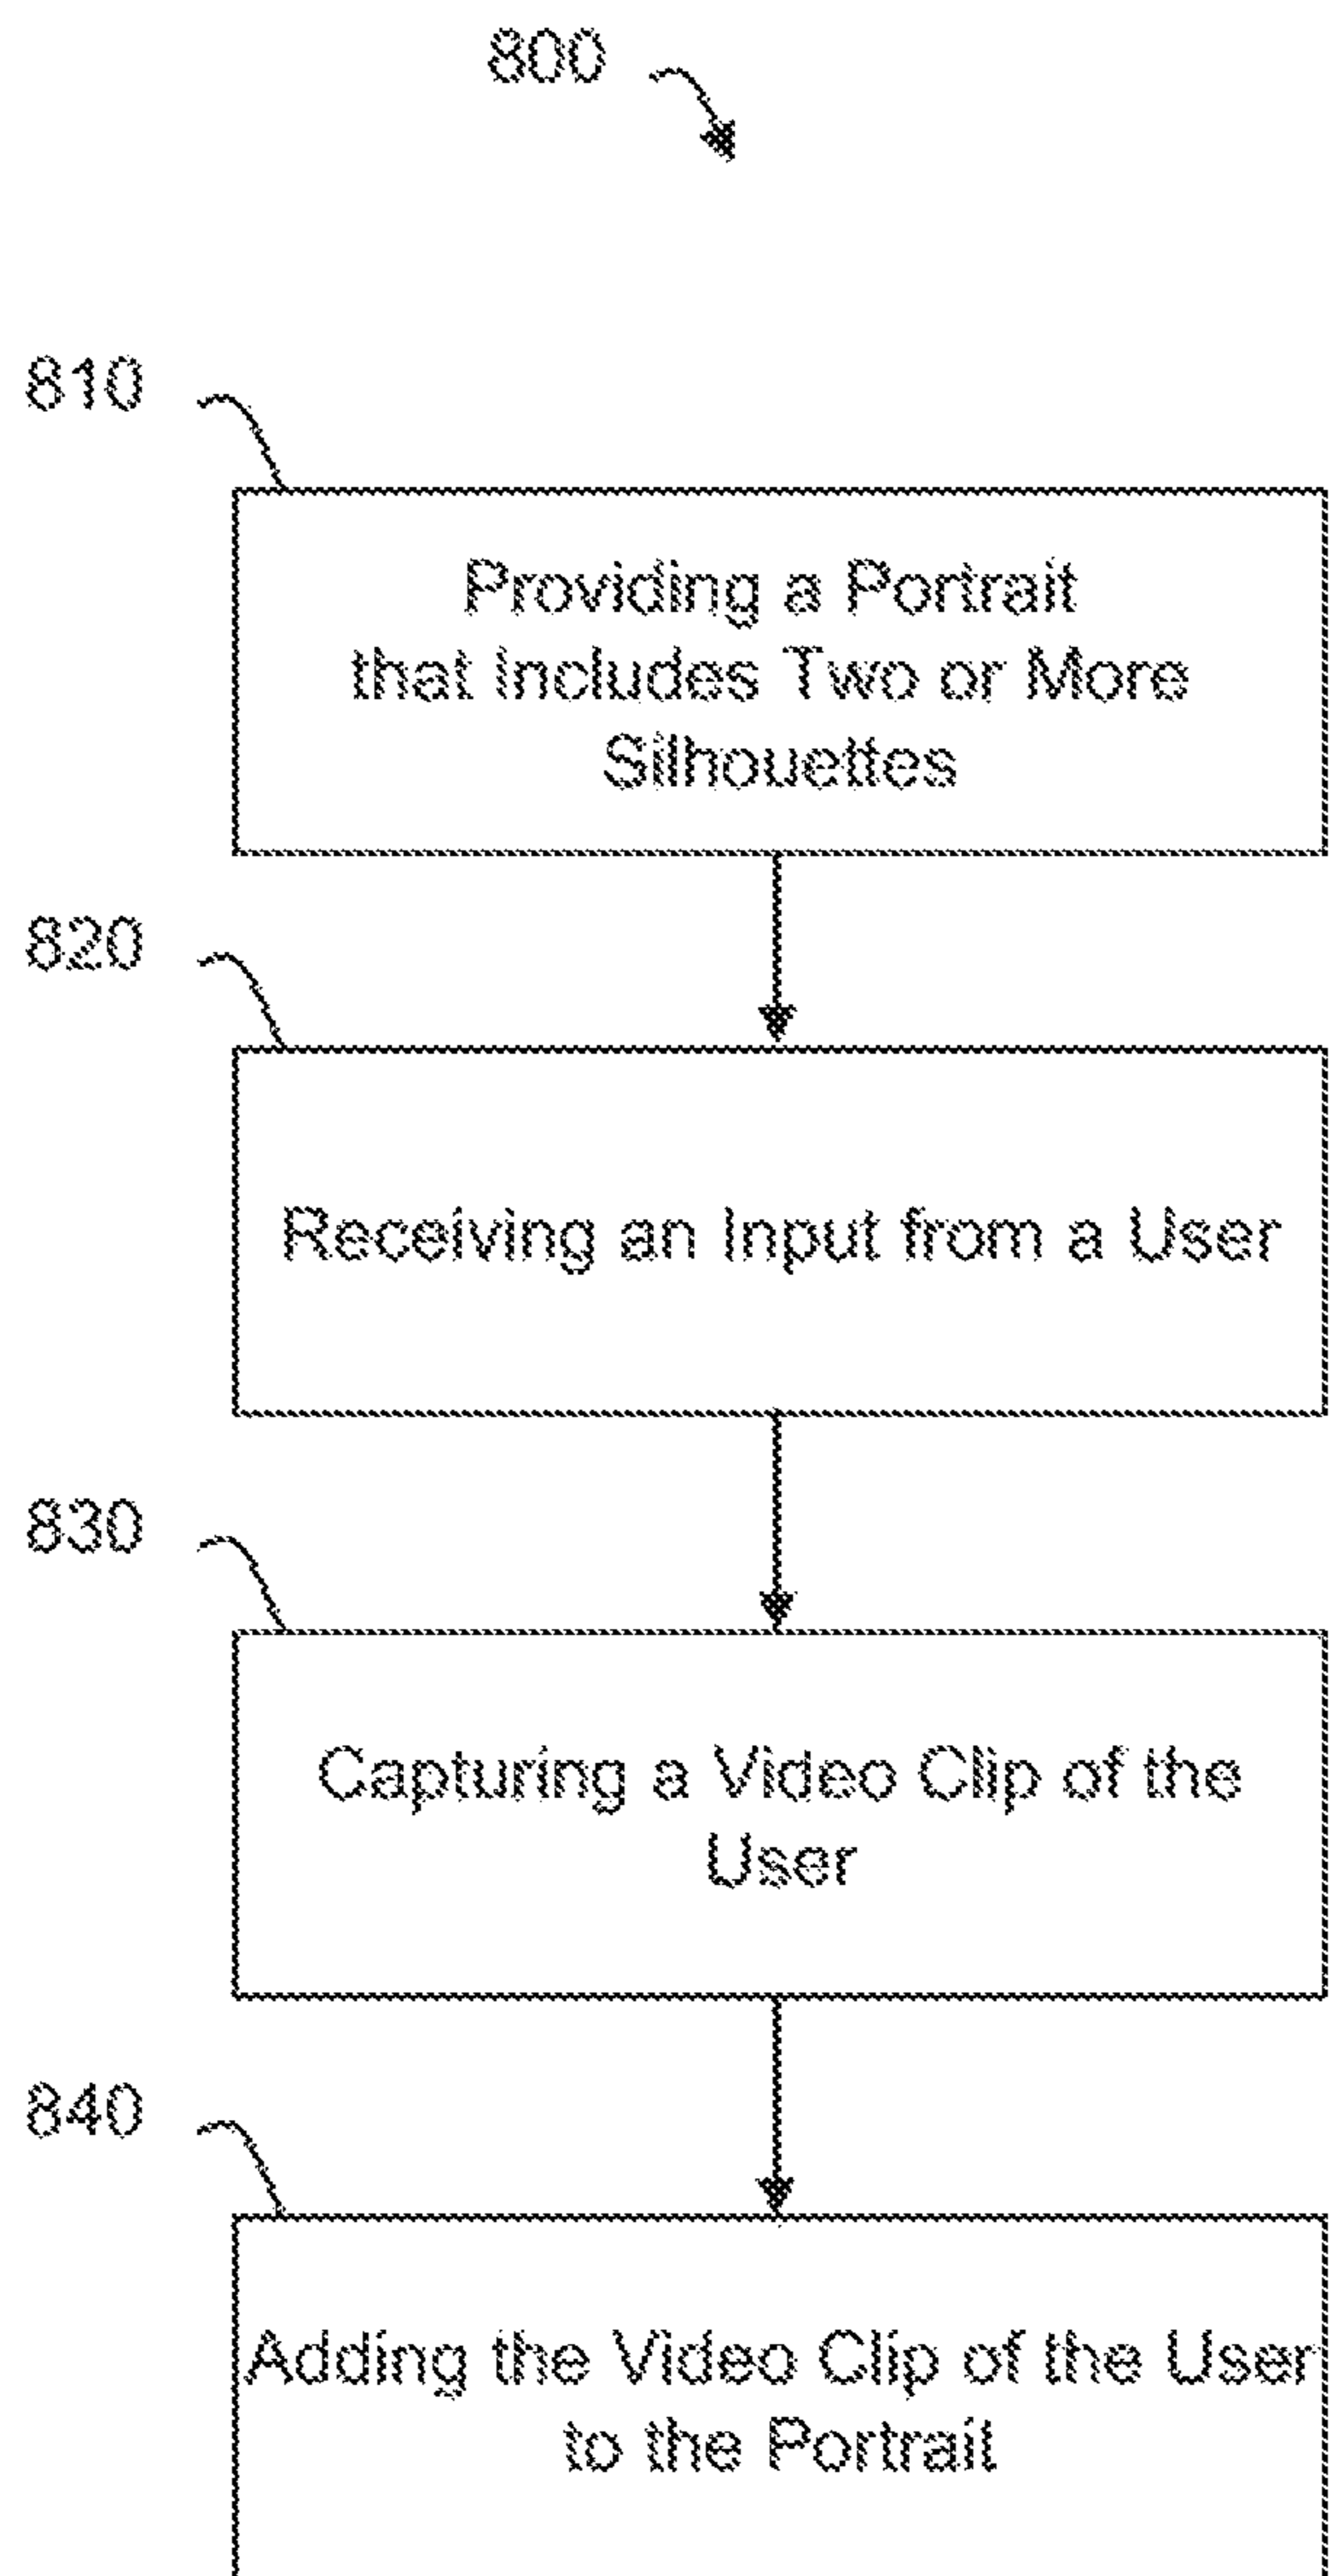 800
810
Providing a Portrait
that includes Two or More
Silhouettes
820
Receiving an Input from a User
830
Capturing a Video Clip of the
User
840
Adding the Video Clip of the User
to the Portrait